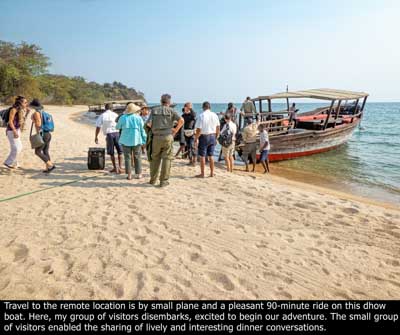 Travel to the remote location is by small plane and a pleasant 90-minute ride on this dhow
boat. Here, my group of visitors disembarks, excited to begin our adventure. The small group
of visitors enabled the sharing of lively and interesting dinner conversations.